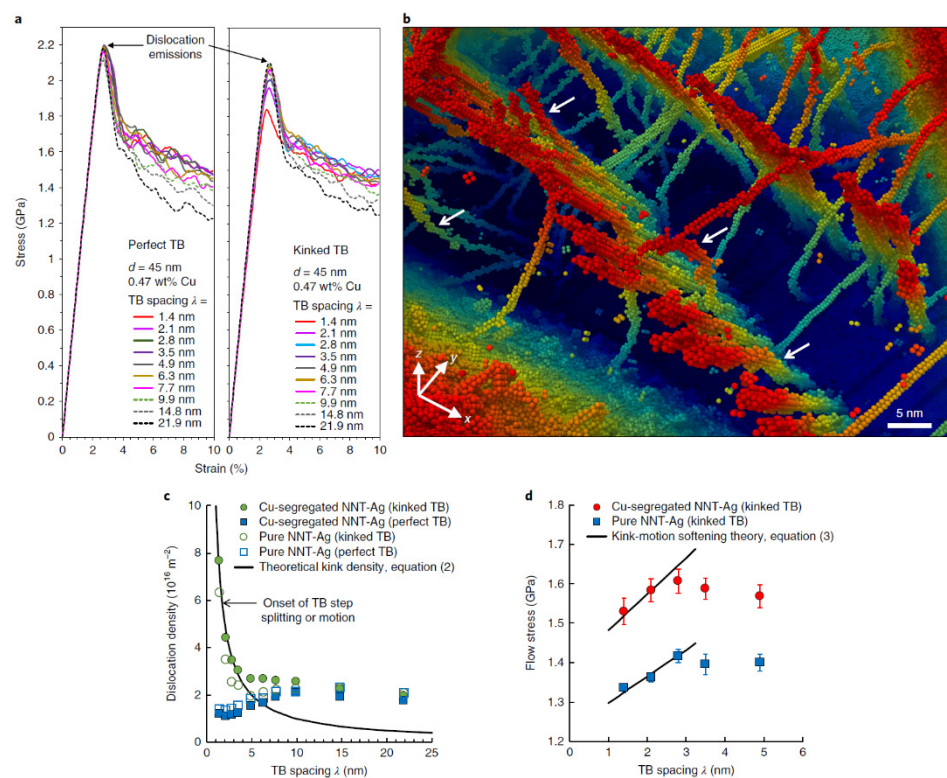 a
Stress (GPa)
2.2
2.0
1.8
1.6
1.4
1.2
1.0
0.8
0.6
0.4
0.2
0
Dislocation
emissions
Perfect TB
d = 45 nm
0.47 wt% Cu
TB spacing λ =
1.4 nm
2.1 nm
2.8 nm
3.5 nm
4.9 nm
6.3 nm
7.7 nm
9.9 nm
14.8 nm
21.9 nm
0 2 4 6 8 10
Kinked TB
d = 45 nm
0.47 wt% Cu
TB spacing λ =
1.4 nm
2.1 nm
2.8 nm
3.5 nm
4.9 nm
6.3 nm
7.7 nm
9.9 nm
14.8 nm
21.9 nm
0 2 4 6 8 10
Strain (%)
b
z
y
x
5 nm
c
Cu-segregated NNT-Ag (kinked TB)
Cu-segregated NNT-Ag (perfect TB)
Pure NNT-Ag (kinked TB)
Pure NNT-Ag (perfect TB)
Theoretical kink density, equation (2)
Onset of TB step
splitting or motion
Dislocation density (10¹⁶ m⁻²)
10
8
6
4
2
0
0 5 10 15 20 25
TB spacing λ (nm)
d
Cu-segregated NNT-Ag (kinked TB)
Pure NNT-Ag (kinked TB)
Kink-motion softening theory, equation (3)
Flow stress (GPa)
1.8
1.7
1.6
1.5
1.4
1.3
1.2
0 1 2 3 4 5 6
TB spacing λ (nm)